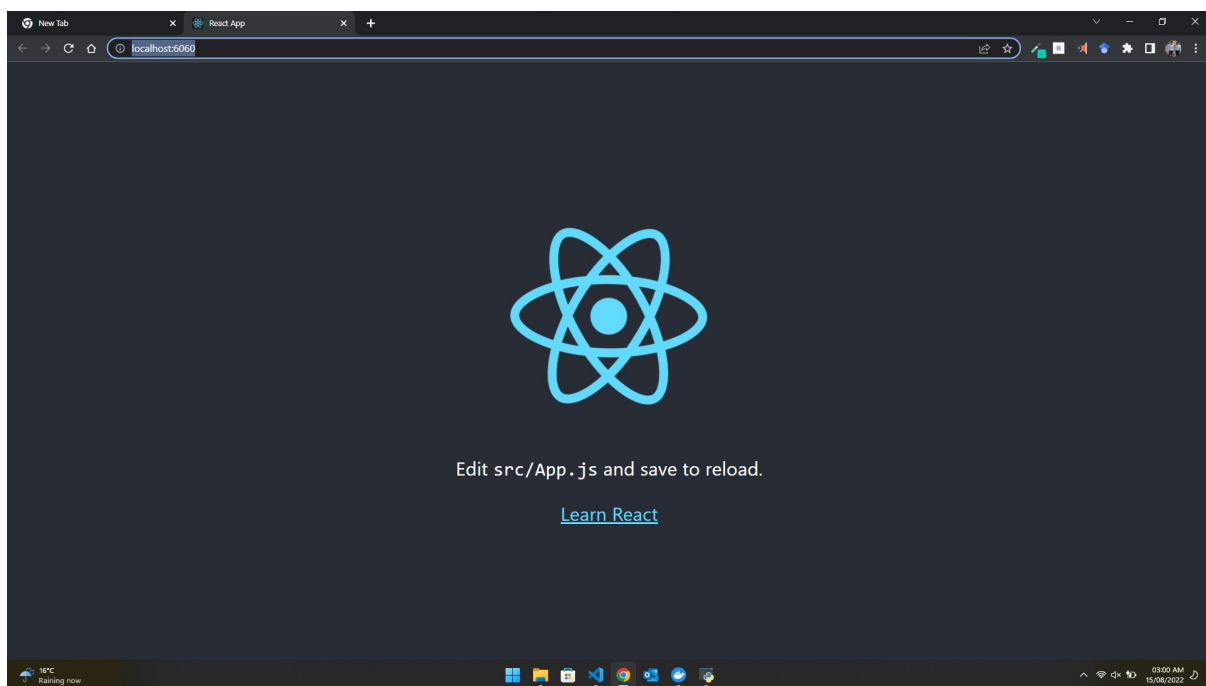 New Tab
React App
localhost:6060
Edit src/App.js and save to reload.
Learn React
16°C
Raining now
03:00 AM
15/08/2022